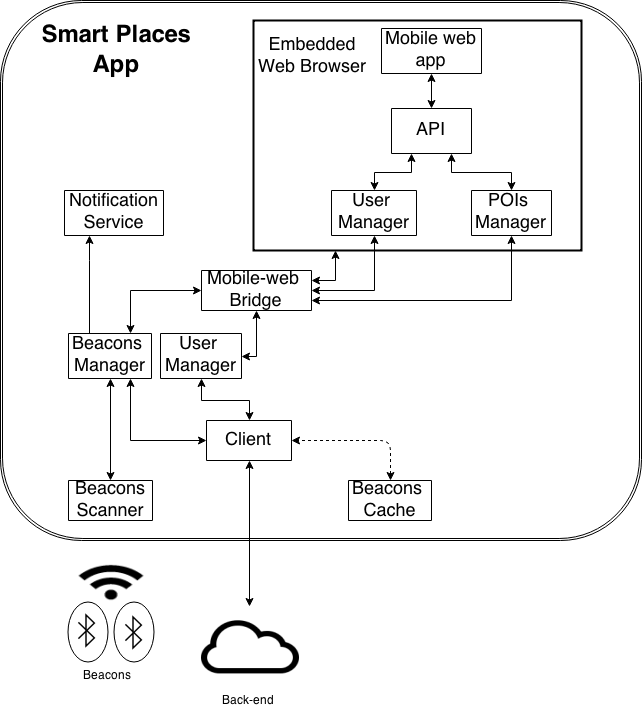 Smart Places
App
Embedded
Web Browser
Mobile web
app
API
User
Manager
POIs
Manager
Notification
Service
Mobile-web
Bridge
Beacons
Manager
User
Manager
Client
Beacons
Scanner
Beacons
Cache
Beacons
Back-end